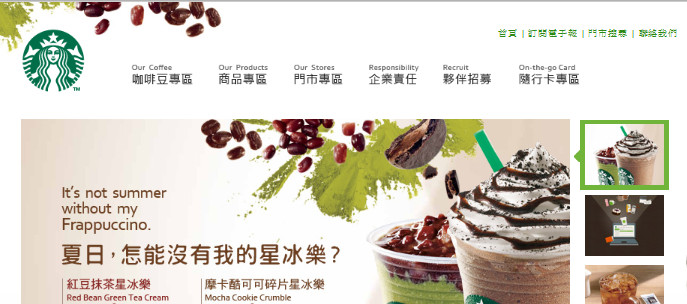 首頁 | 訂閱電子報 | 門市搜尋 | 聯絡我們
Our Coffee
咖啡豆專區
Our Products
商品專區
Our Stores
門市專區
Responsibility
企業責任
Recruit
夥伴招募
On-the-go Card
隨行卡專區
It's not summer
without my
Frappuccino.
夏日，怎能沒有我的星冰樂？
紅豆抹茶星冰樂
Red Bean Green Tea Cream
摩卡酷可可碎片星冰樂
Mocha Cookie Crumble